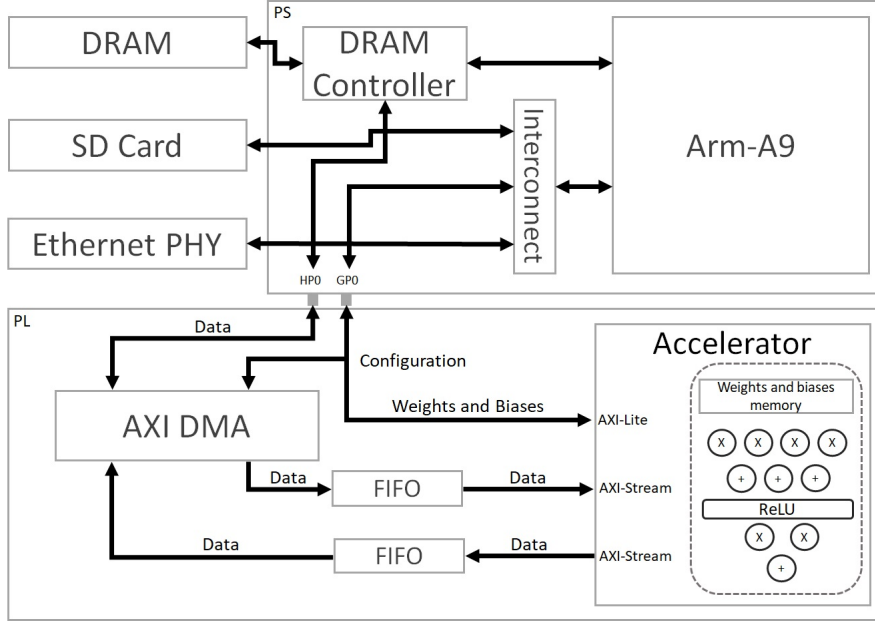 PS
DRAM
DRAM
Controller
SD Card
Interconnect
Arm-A9
Ethernet PHY
HP0
GP0
PL
Data
Configuration
Weights and Biases
AXI DMA
Data
FIFO
Data
Data
FIFO
Data
Accelerator
AXI-Lite
AXI-Stream
AXI-Stream
Weights and biases
memory
X X X X
+ + +
ReLU
X X
+